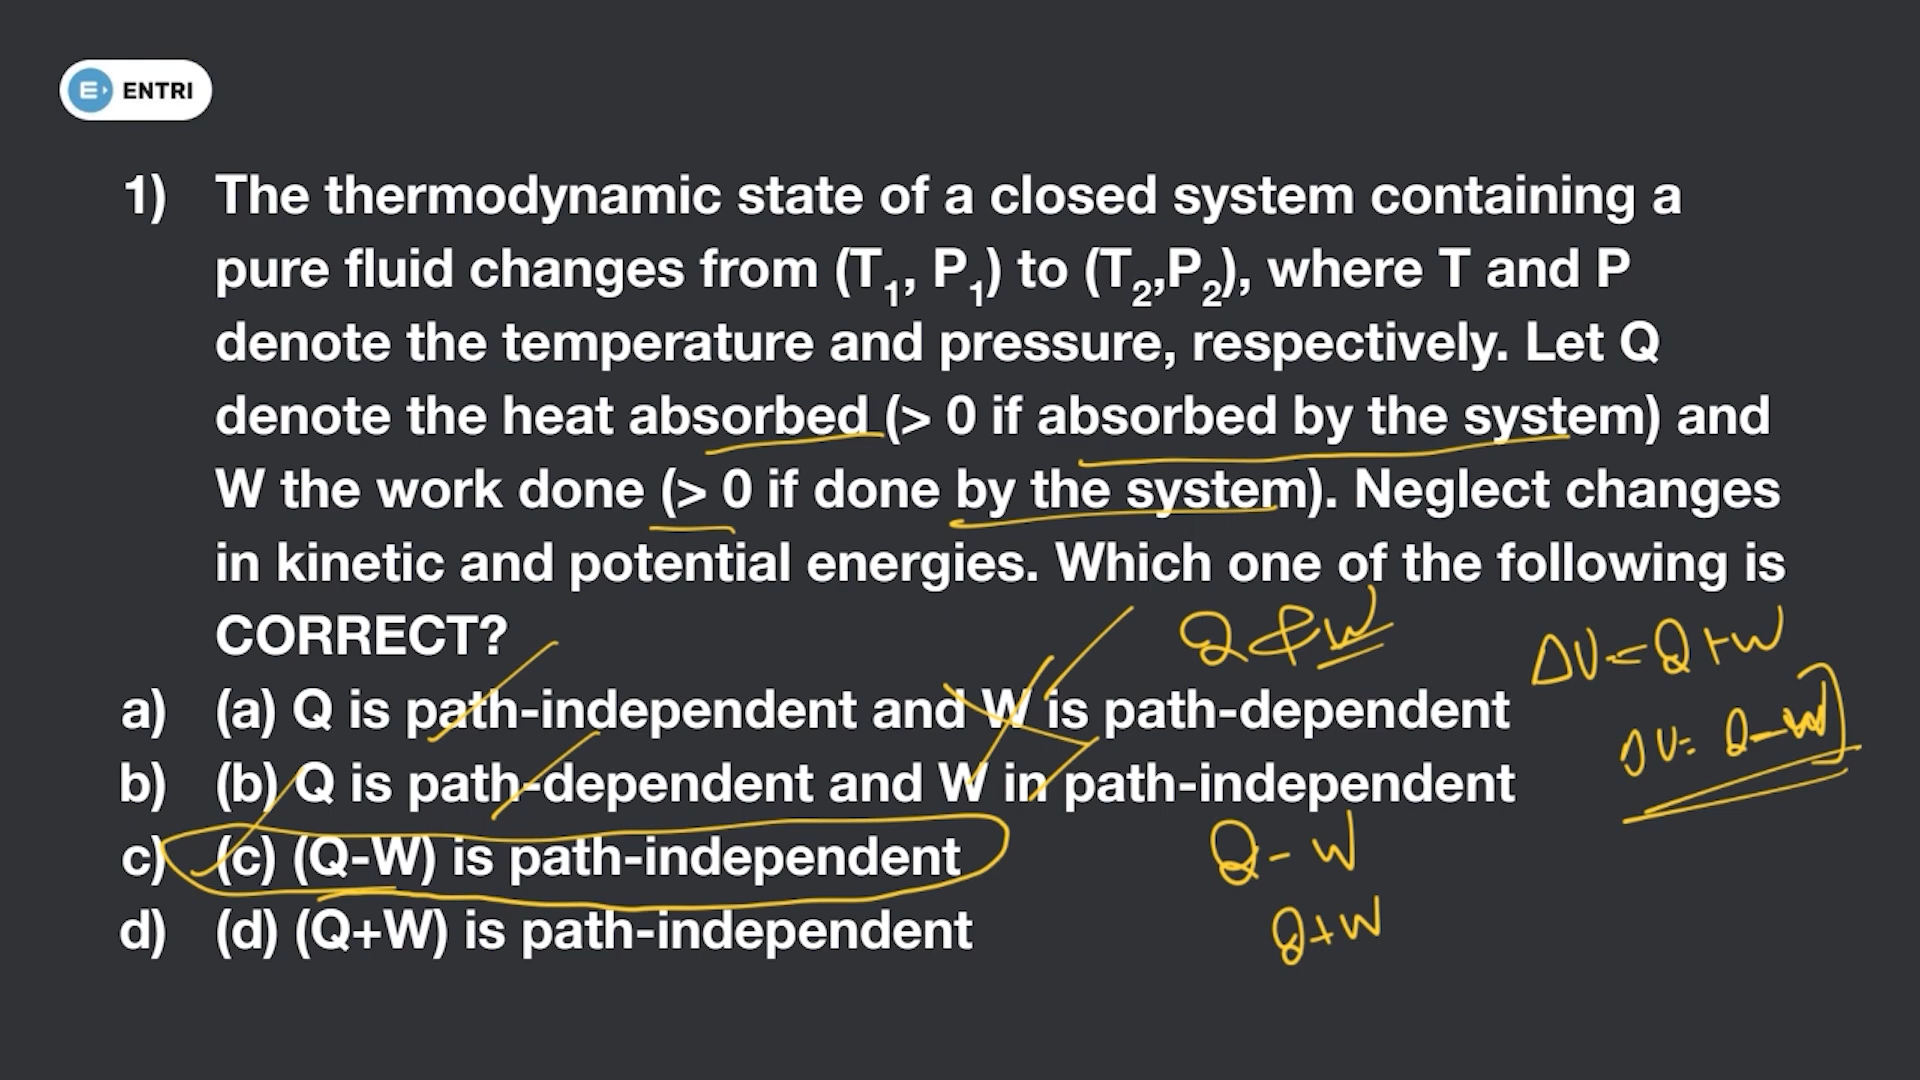 ENTRI
1) The thermodynamic state of a closed system containing a
pure fluid changes from (T₁, P₁) to (T₂,P₂), where T and P
denote the temperature and pressure, respectively. Let Q
denote the heat absorbed (> 0 if absorbed by the system) and
W the work done (> 0 if done by the system). Neglect changes
in kinetic and potential energies. Which one of the following is
CORRECT?
Q & W
ΔU = Q + W
a) (a) Q is path-independent and W is path-dependent
ΔU = Q - W
b) (b) Q is path-dependent and W in path-independent
c) (c) (Q-W) is path-independent
Q - W
d) (d) (Q+W) is path-independent
Q + W